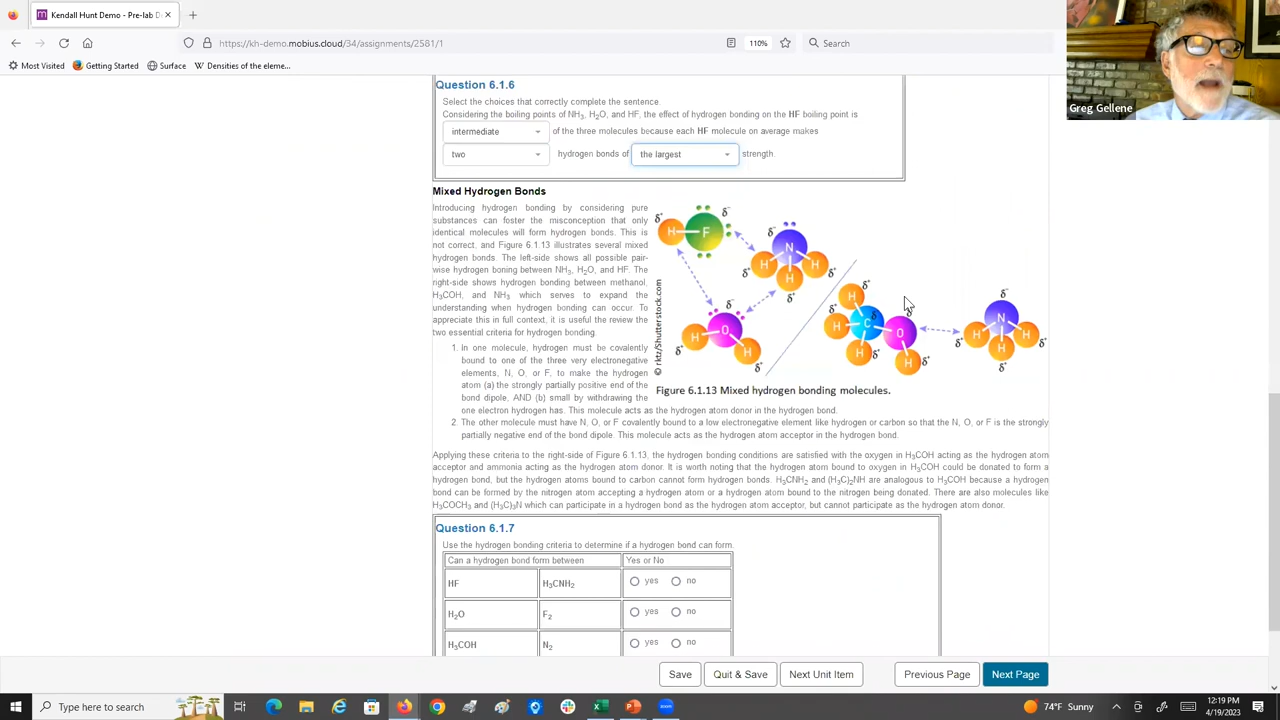 Kendall Hunt Demo - Pre-lab D
https://kh-demo.mobius.cloud/34/assignments/2581/1
110%
Search
Most Visited
Getting Started
Surface
Densities of the eleme...
Greg Gellene
Question 6.1.6
Select the choices that correctly complete the sentence.
Considering the boiling points of NH3, H2O, and HF, the effect of hydrogen bonding on the HF boiling point is
intermediate of the three molecules because each HF molecule on average makes
two hydrogen bonds of the largest strength.
Mixed Hydrogen Bonds
Introducing hydrogen bonding by considering pure
substances can foster the misconception that only
identical molecules will form hydrogen bonds. This is
not correct, and Figure 6.1.13 illustrates several mixed
hydrogen bonds. The left-side shows all possible pair-
wise hydrogen boning between NH3, H2O, and HF. The
right-side shows hydrogen bonding between methanol,
H3COH, and NH3 which serves to expand the
understanding when hydrogen bonding can occur. To
appreciate this in full context, it is useful the review the
two essential criteria for hydrogen bonding.
1. In one molecule, hydrogen must be covalently
bound to one of the three very electronegative
elements, N, O, or F, to make the hydrogen
atom (a) the strongly partially positive end of the
bond dipole, AND (b) small by withdrawing the
one electron hydrogen has. This molecule acts as the hydrogen atom donor in the hydrogen bond.
2. The other molecule must have N, O, or F covalently bound to a low electronegative element like hydrogen or carbon so that the N, O, or F is the strongly
partially negative end of the bond dipole. This molecule acts as the hydrogen atom acceptor in the hydrogen bond.
δ+ H F δ-
δ- N H H H δ+ δ+ δ+
δ- O H H δ+ δ+
H H H C O H δ+ δ+ δ-
δ- N H H H δ+ δ+ δ+
© rktz/Shutterstock.com
Figure 6.1.13 Mixed hydrogen bonding molecules.
Applying these criteria to the right-side of Figure 6.1.13, the hydrogen bonding conditions are satisfied with the oxygen in H3COH acting as the hydrogen atom
acceptor and ammonia acting as the hydrogen atom donor. It is worth noting that the hydrogen atom bound to oxygen in H3COH could be donated to form a
hydrogen bond, but the hydrogen atoms bound to carbon cannot form hydrogen bonds. H3CNH2 and (H3C)2NH are analogous to H3COH because a hydrogen
bond can be formed by the nitrogen atom accepting a hydrogen atom or a hydrogen atom bound to the nitrogen being donated. There are also molecules like
H3COCH3 and (H3C)3N which can participate in a hydrogen bond as the hydrogen atom acceptor, but cannot participate as the hydrogen atom donor.
Question 6.1.7
Use the hydrogen bonding criteria to determine if a hydrogen bond can form.
Can a hydrogen bond form between Yes or No
HF H3CNH2 yes no
H2O F2 yes no
H3COH N2 yes no
Save
Quit & Save
Next Unit Item
Previous Page
Next Page
Type here to search
74°F Sunny
12:19 PM
4/19/2023